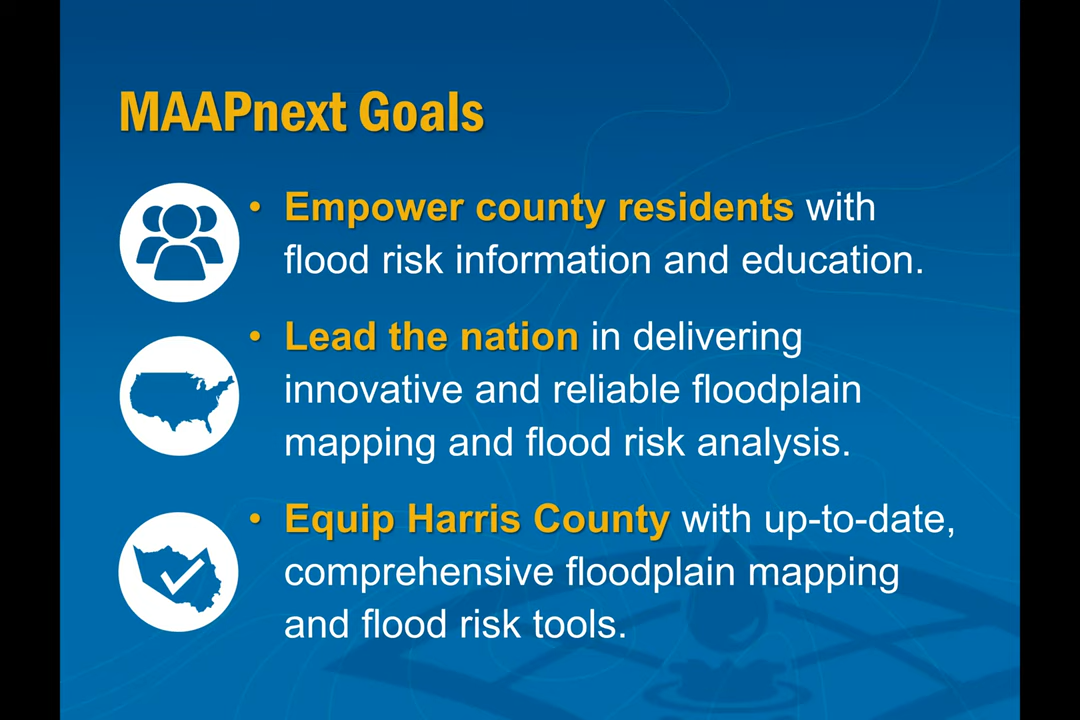 MAAPnext Goals
• Empower county residents with
flood risk information and education.
• Lead the nation in delivering
innovative and reliable floodplain
mapping and flood risk analysis.
• Equip Harris County with up-to-date,
comprehensive floodplain mapping
and flood risk tools.